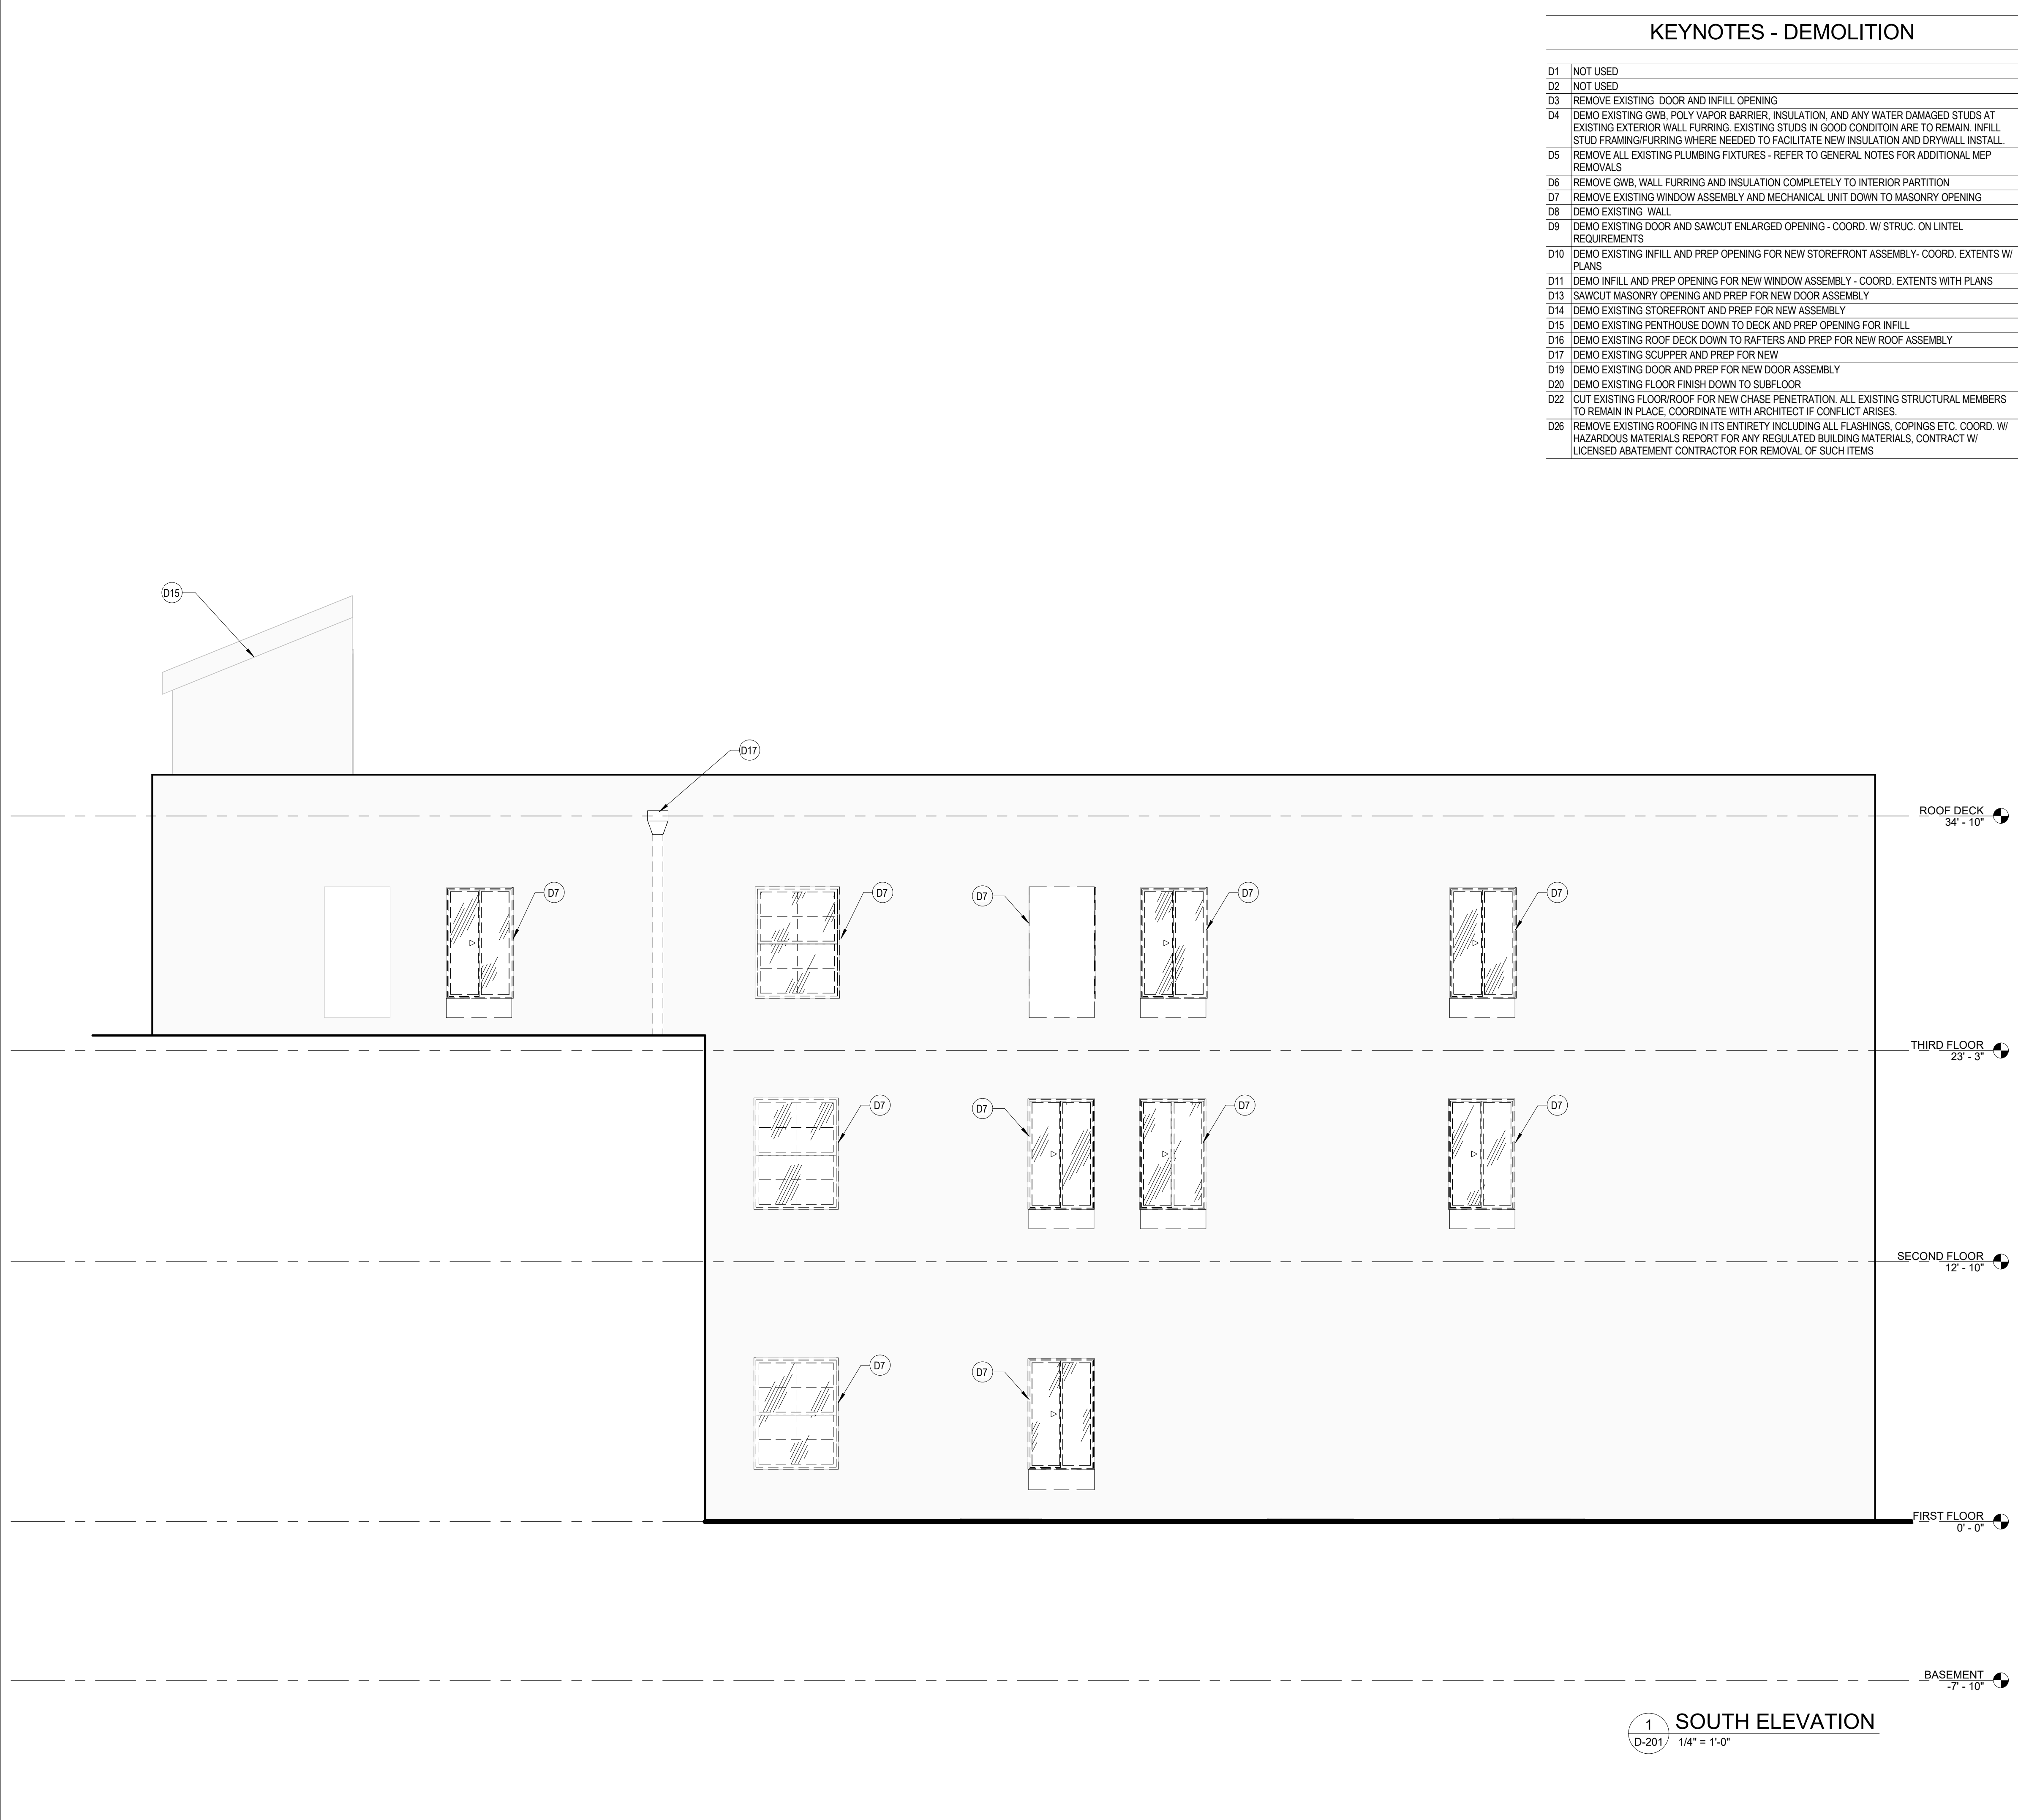 KEYNOTES - DEMOLITION
D1 NOT USED
D2 NOT USED
D3 REMOVE EXISTING DOOR AND INFILL OPENING
D4 DEMO EXISTING GWB, POLY VAPOR BARRIER, INSULATION, AND ANY WATER DAMAGED STUDS AT
EXISTING EXTERIOR WALL FURRING. EXISTING STUDS IN GOOD CONDITOIN ARE TO REMAIN. INFILL
STUD FRAMING/FURRING WHERE NEEDED TO FACILITATE NEW INSULATION AND DRYWALL INSTALL.
D5 REMOVE ALL EXISTING PLUMBING FIXTURES - REFER TO GENERAL NOTES FOR ADDITIONAL MEP
REMOVALS
D6 REMOVE GWB, WALL FURRING AND INSULATION COMPLETELY TO INTERIOR PARTITION
D7 REMOVE EXISTING WINDOW ASSEMBLY AND MECHANICAL UNIT DOWN TO MASONRY OPENING
D8 DEMO EXISTING WALL
D9 DEMO EXISTING DOOR AND SAWCUT ENLARGED OPENING - COORD. W/ STRUC. ON LINTEL
REQUIREMENTS
D10 DEMO EXISTING INFILL AND PREP OPENING FOR NEW STOREFRONT ASSEMBLY- COORD. EXTENTS W/
PLANS
D11 DEMO INFILL AND PREP OPENING FOR NEW WINDOW ASSEMBLY - COORD. EXTENTS WITH PLANS
D13 SAWCUT MASONRY OPENING AND PREP FOR NEW DOOR ASSEMBLY
D14 DEMO EXISTING STOREFRONT AND PREP FOR NEW ASSEMBLY
D15 DEMO EXISTING PENTHOUSE DOWN TO DECK AND PREP OPENING FOR INFILL
D16 DEMO EXISTING ROOF DECK DOWN TO RAFTERS AND PREP FOR NEW ROOF ASSEMBLY
D17 DEMO EXISTING SCUPPER AND PREP FOR NEW
D19 DEMO EXISTING DOOR AND PREP FOR NEW DOOR ASSEMBLY
D20 DEMO EXISTING FLOOR FINISH DOWN TO SUBFLOOR
D22 CUT EXISTING FLOOR/ROOF FOR NEW CHASE PENETRATION. ALL EXISTING STRUCTURAL MEMBERS
TO REMAIN IN PLACE, COORDINATE WITH ARCHITECT IF CONFLICT ARISES.
D26 REMOVE EXISTING ROOFING IN ITS ENTIRETY INCLUDING ALL FLASHINGS, COPINGS ETC. COORD. W/
HAZARDOUS MATERIALS REPORT FOR ANY REGULATED BUILDING MATERIALS, CONTRACT W/
LICENSED ABATEMENT CONTRACTOR FOR REMOVAL OF SUCH ITEMS
D15
D17
ROOF DECK
34' - 10"
D7 D7 D7 D7 D7
THIRD FLOOR
23' - 3"
D7 D7 D7 D7
SECOND FLOOR
12' - 10"
D7 D7
FIRST FLOOR
0' - 0"
BASEMENT
-7' - 10"
1 SOUTH ELEVATION
D-201 1/4" = 1'-0"